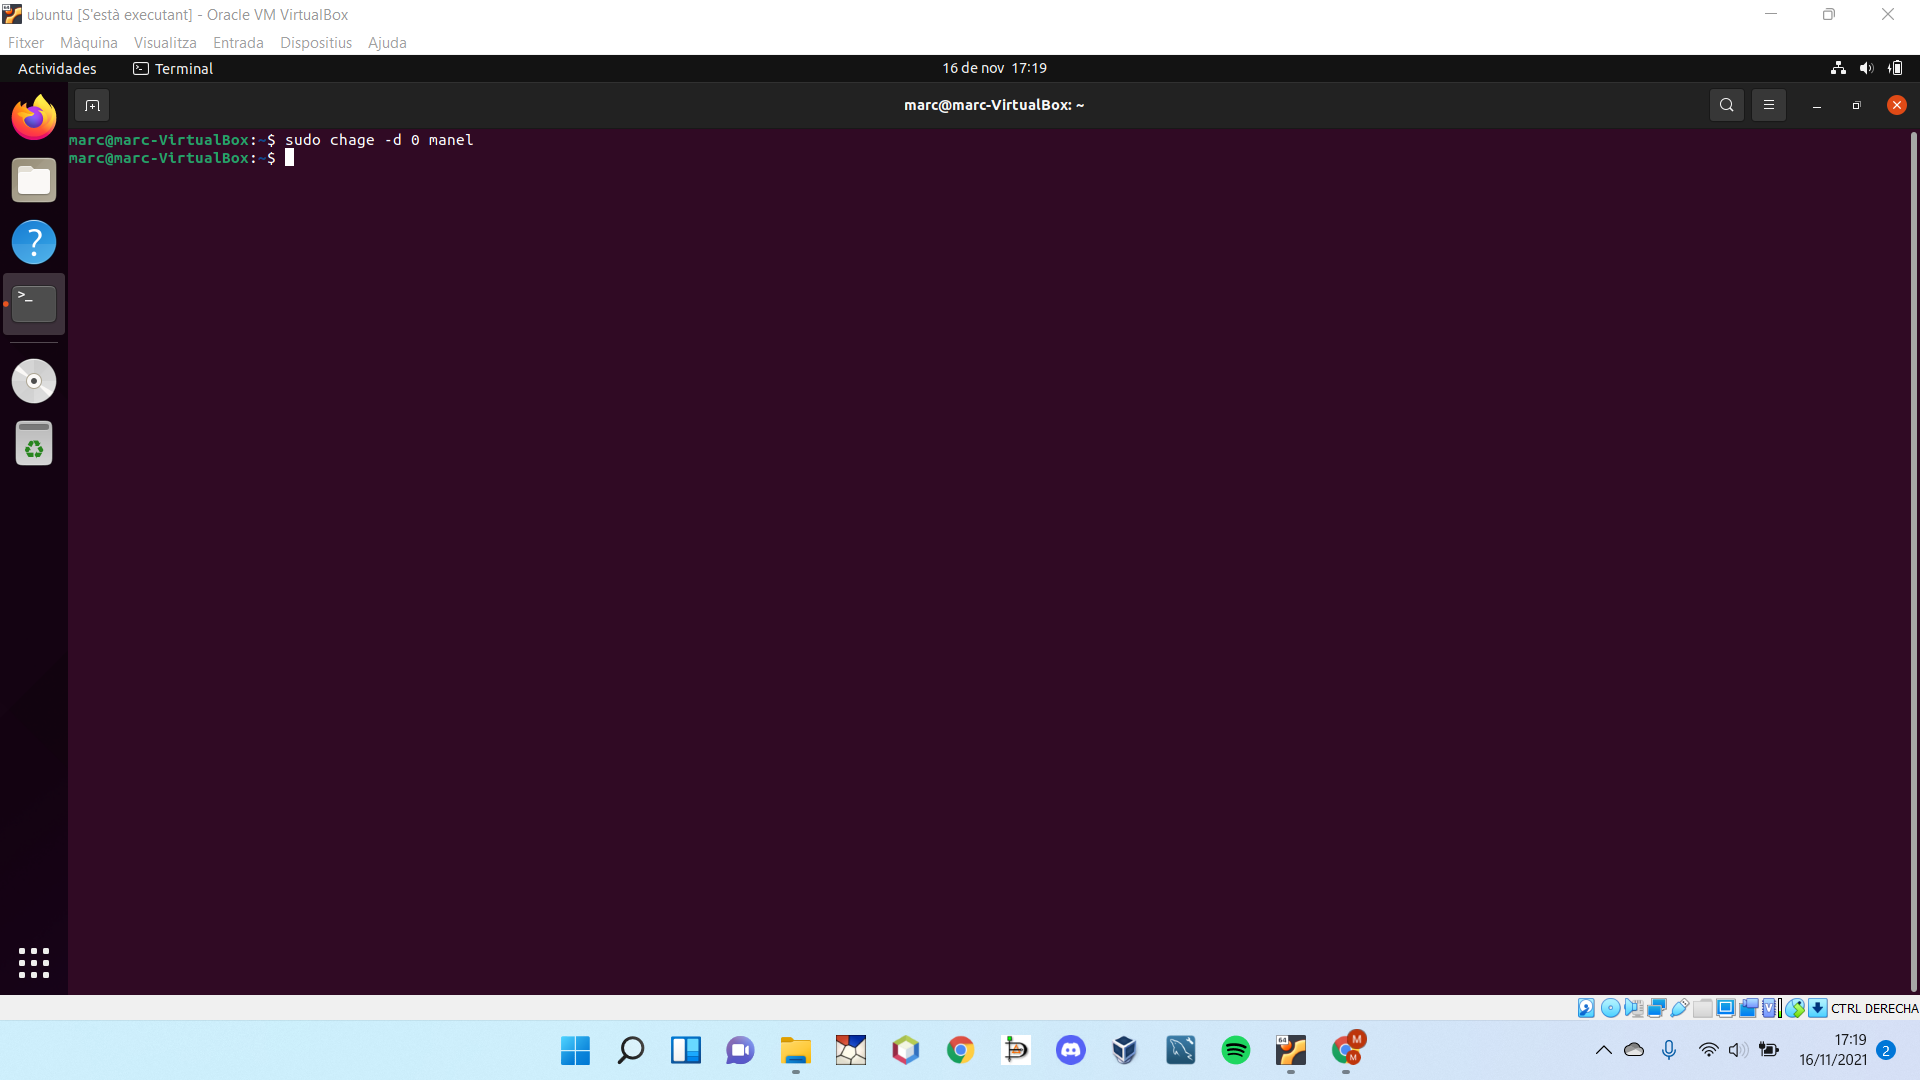 ubuntu [S'està executant] - Oracle VM VirtualBox
Fitxer Màquina Visualitza Entrada Dispositius Ajuda
Actividades Terminal 16 de nov 17:19
marc@marc-VirtualBox: ~
marc@marc-VirtualBox:~$ sudo chage -d 0 manel
marc@marc-VirtualBox:~$
CTRL DERECHA
17:19
16/11/2021 2